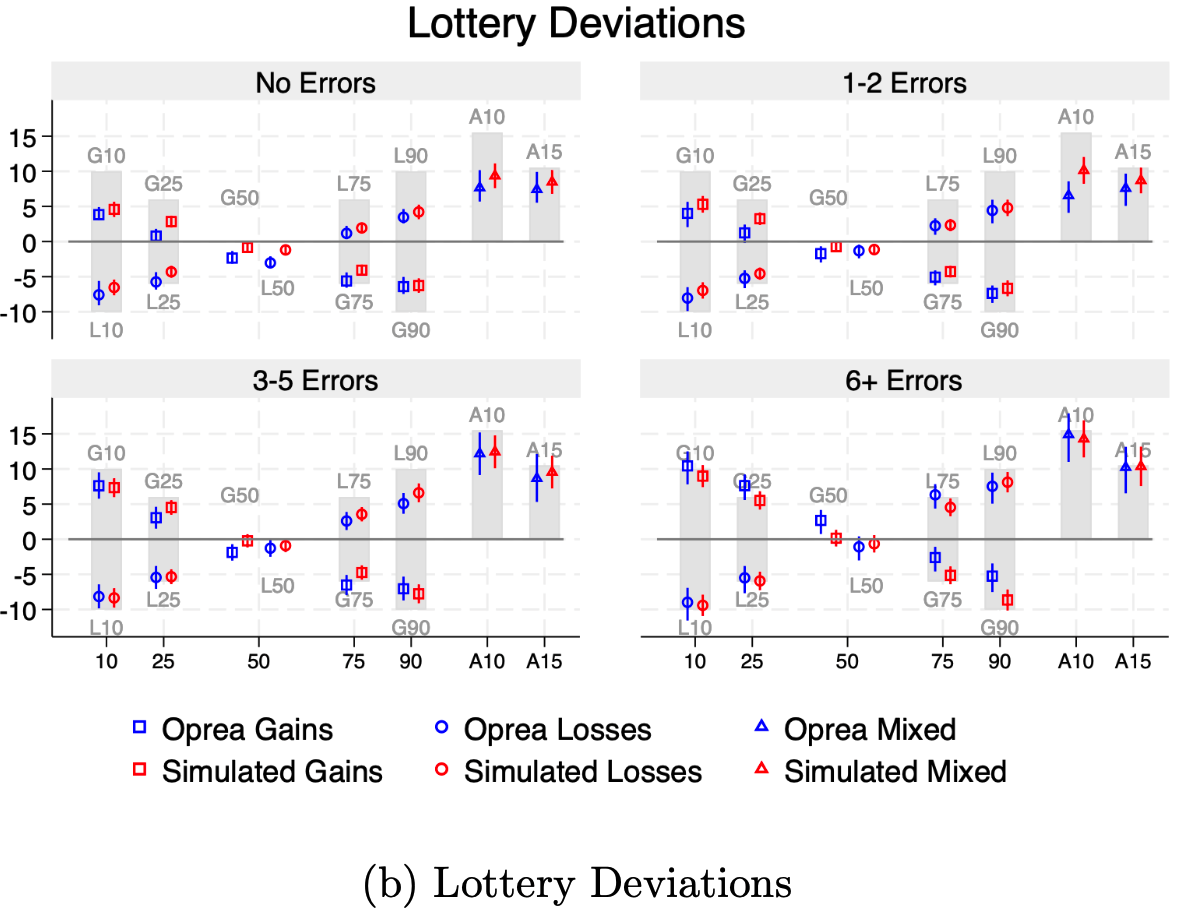 Lottery Deviations
No Errors
1-2 Errors
15
10
5
0
-5
-10
G10
L10
G25
L25
G50
L50
L75
G75
L90
G90
A10
A15
G10
L10
G25
L25
G50
L50
L75
G75
L90
G90
A10
A15
3-5 Errors
6+ Errors
15
10
5
0
-5
-10
G10
L10
G25
L25
G50
L50
L75
G75
L90
G90
A10
A15
G10
L10
G25
L25
G50
L50
L75
G75
L90
G90
A10
A15
10 25 50 75 90 A10 A15
10 25 50 75 90 A10 A15
Oprea Gains Oprea Losses Oprea Mixed
Simulated Gains Simulated Losses Simulated Mixed
(b) Lottery Deviations